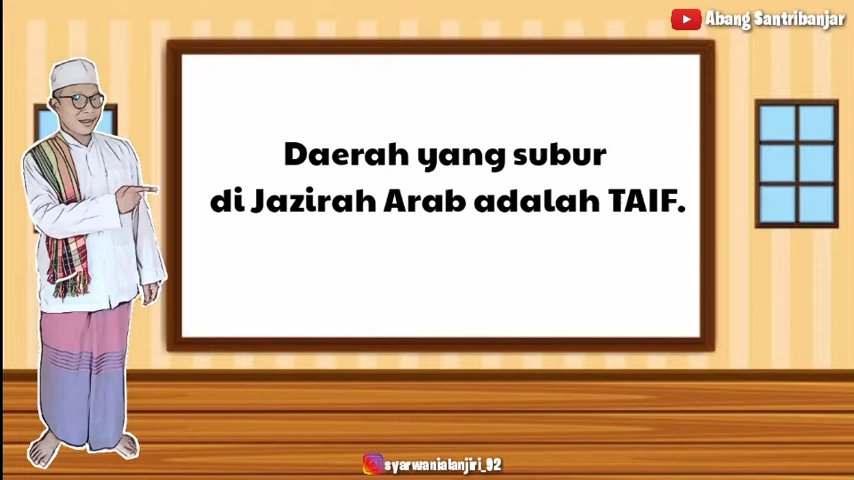 Abang Santribanjar
Daerah yang subur
di Jazirah Arab adalah TAIF.
syarwanialanjiri_92